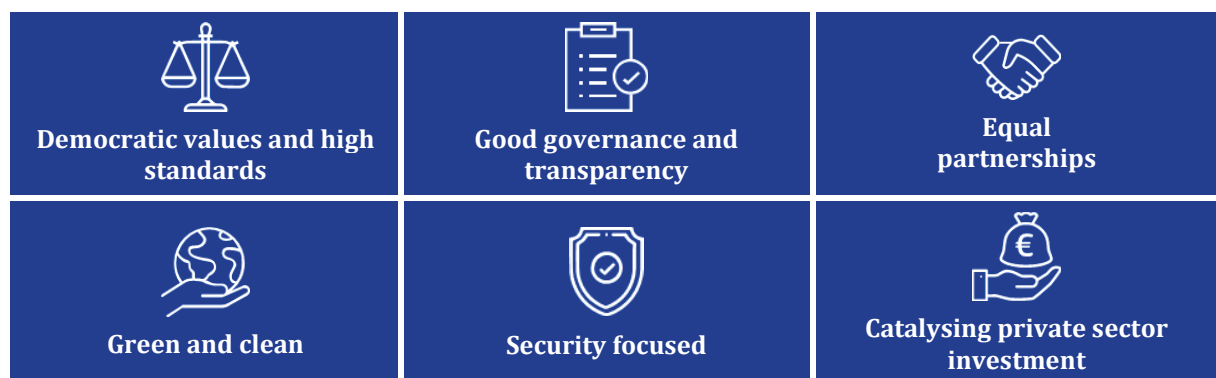 Democratic values and high
standards
Good governance and
transparency
Equal
partnerships
Green and clean
Security focused
€
Catalysing private sector
investment